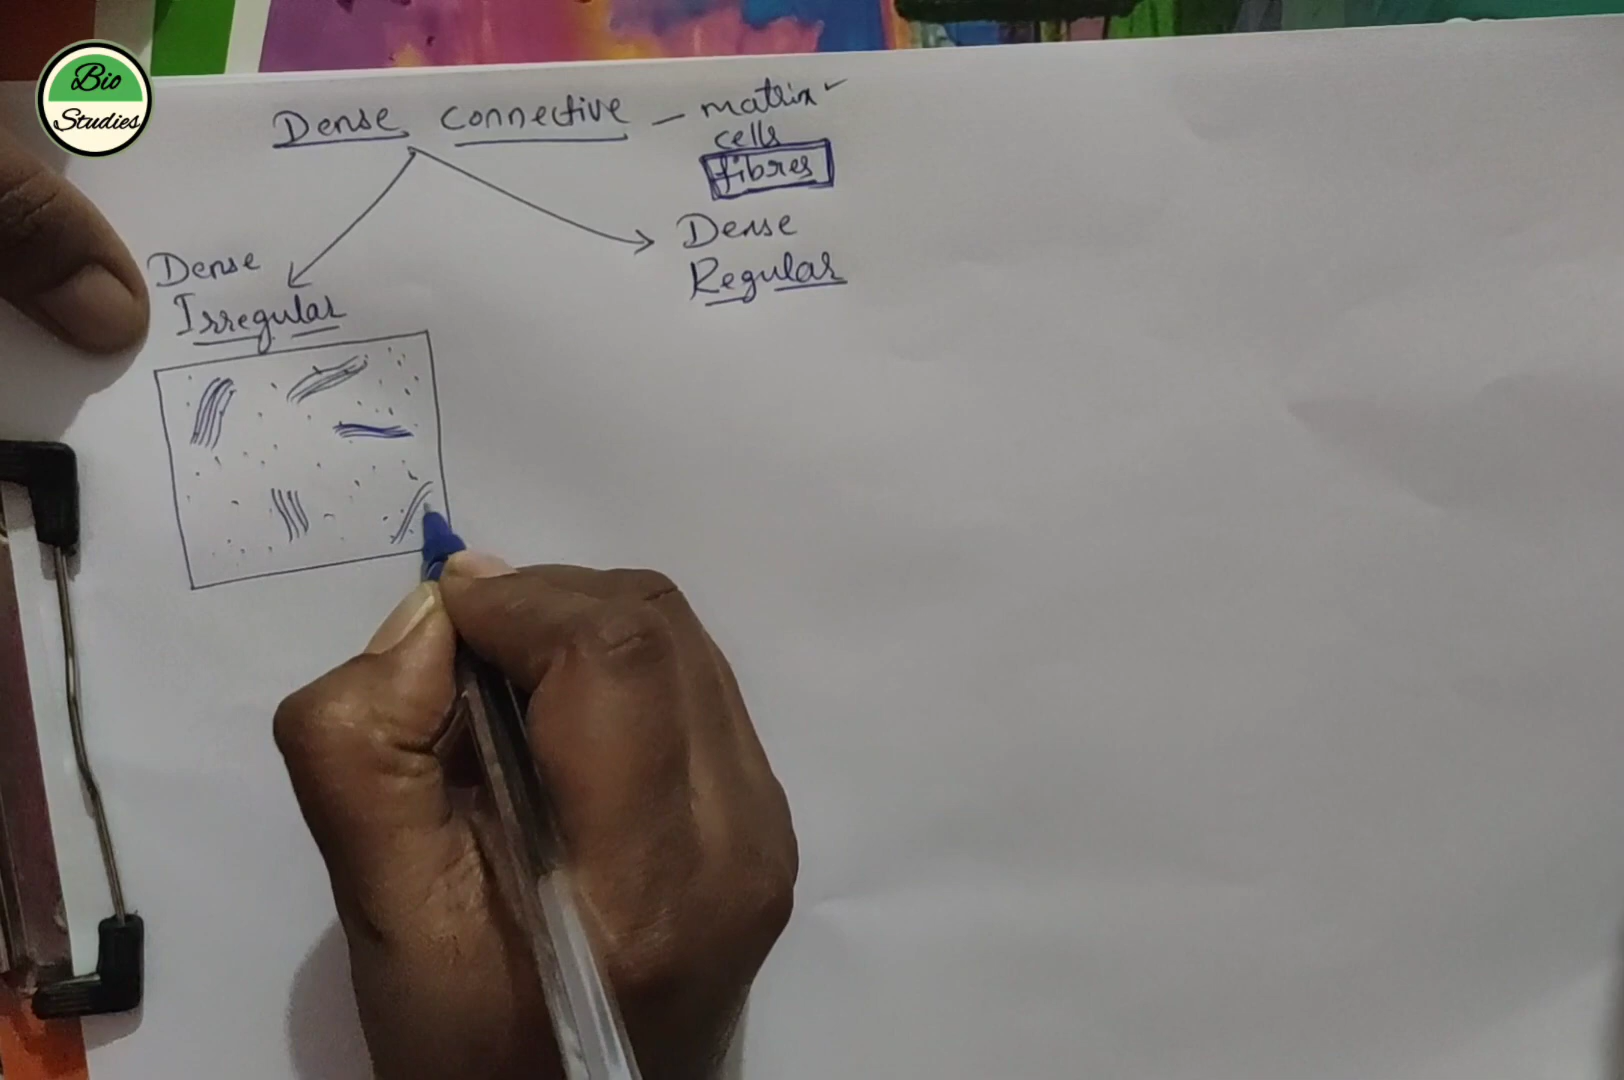 Bio
Studies
Dense connective - matrix
cells
fibres
Dense
Regular
Dense
Irregular